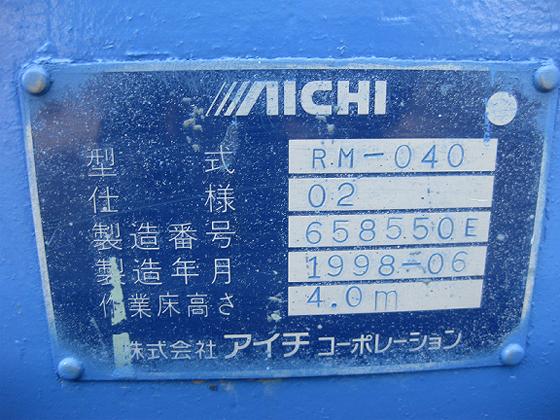 AICHI
型式 RM-040
仕様 02
製造番号 658550E
製造年月 1998-06
作業床高さ 4.0m
株式会社 アイチ コーポレーション